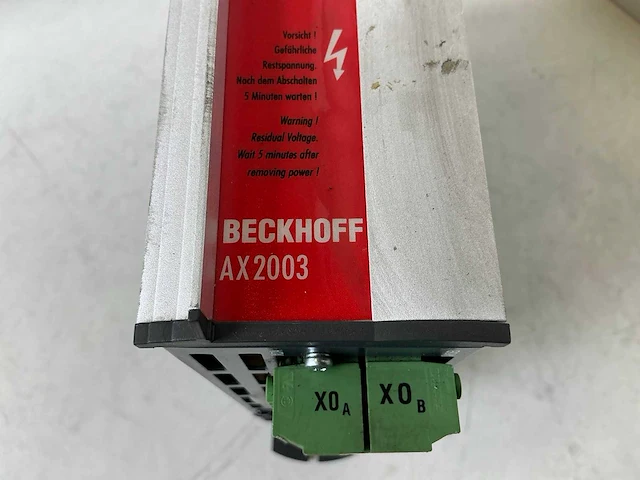 Vorsicht !
Gefährliche
Restspannung.
Nach dem Abschalten
5 Minuten warten !
Warning !
Residual Voltage.
Wait 5 minutes after
removing power !
BECKHOFF
AX2003
X0A
X0B